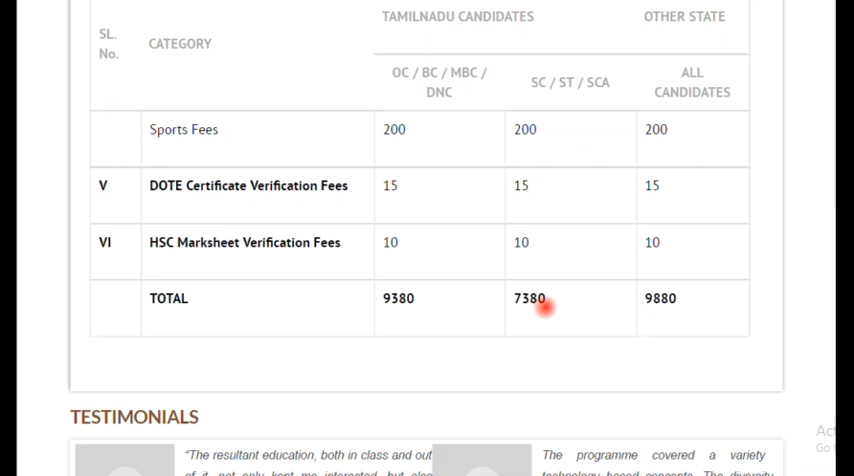 TAMILNADU CANDIDATES OTHER STATE
SL. No. CATEGORY
OC / BC / MBC / DNC SC / ST / SCA ALL CANDIDATES
Sports Fees 200 200 200
V DOTE Certificate Verification Fees 15 15 15
VI HSC Marksheet Verification Fees 10 10 10
TOTAL 9380 7380 9880
TESTIMONIALS
"The resultant education, both in class and out
The programme covered a variety
Go